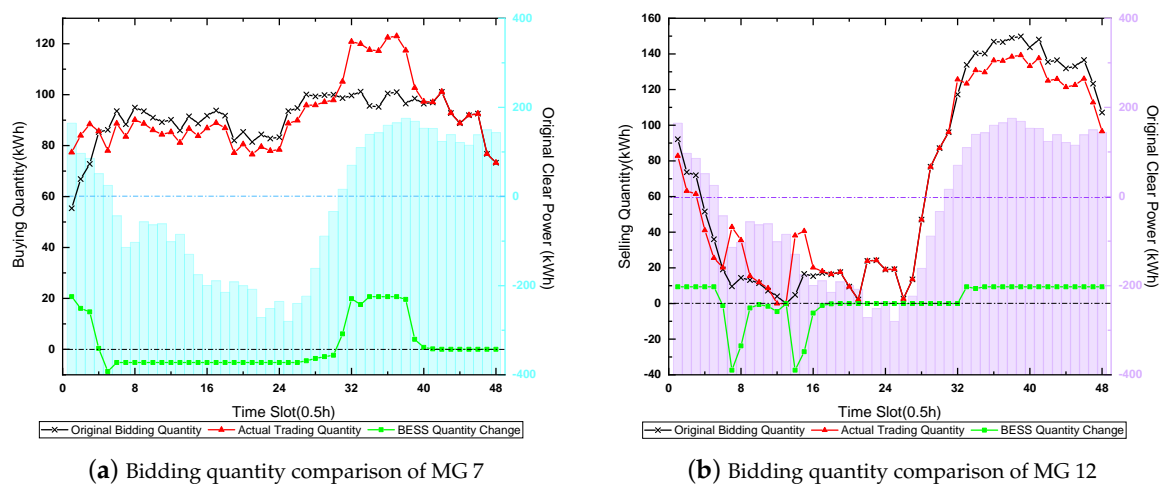 120
100
80
60
40
20
0
Buying Quantity(kWh)
400
200
0
-200
-400
Original Clear Power (kWh)
0 8 16 24 32 40 48
Time Slot(0.5h)
Original Bidding Quantity Actual Trading Quantity BESS Quantity Change
(a) Bidding quantity comparison of MG 7
160
140
120
100
80
60
40
20
0
-20
-40
Selling Quantity(kWh)
400
200
0
-200
-400
Original Clear Power (kWh)
0 8 16 24 32 40 48
Time Slot(0.5h)
Original Bidding Quantity Actual Trading Quantity BESS Quantity Change
(b) Bidding quantity comparison of MG 12